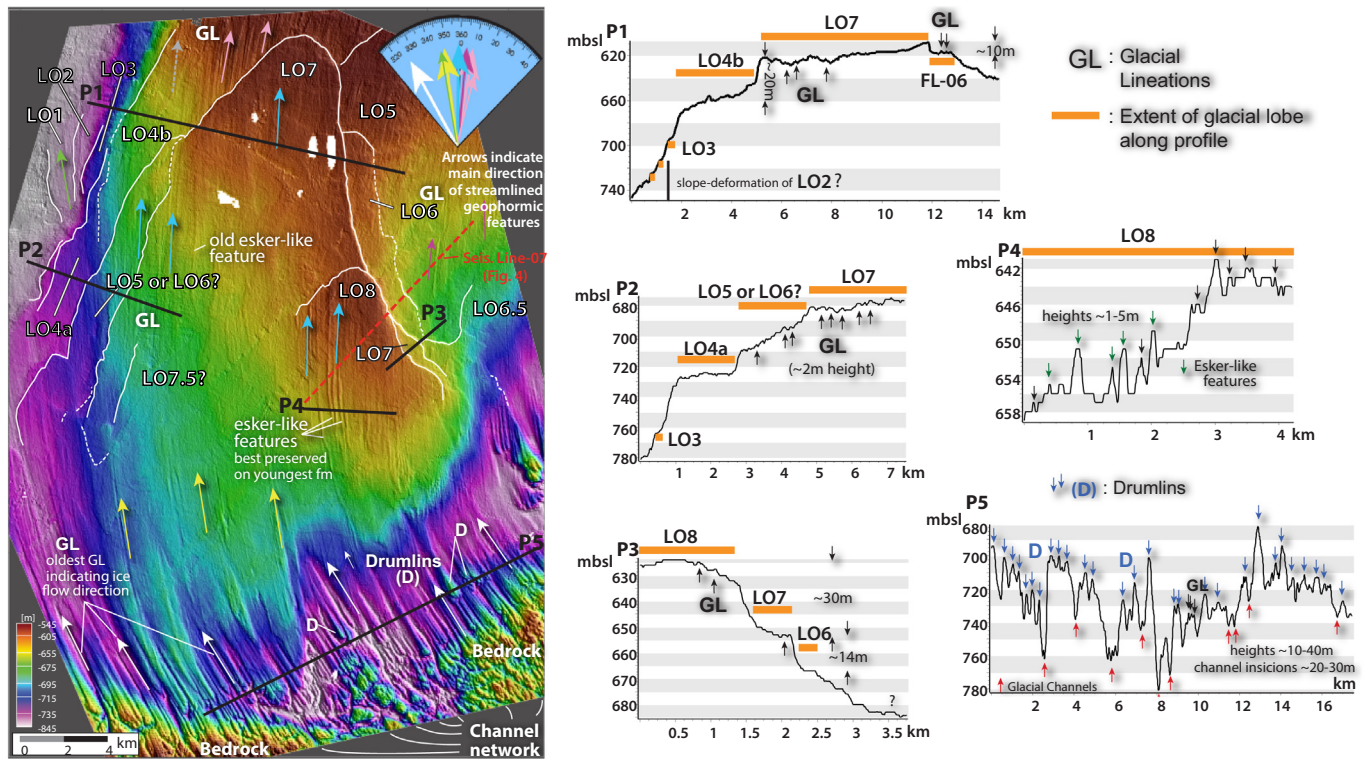 GL
LO7
LO3
LO2
P1
LO1
LO4b
LO5
320
330
340
350
360
10
20
30
40
Arrows indicate
main direction
of streamlined
geophormic
features
GL
LO6
P2
old esker-like
feature
Seis. Line-07
(Fig. 4)
LO5 or LO6?
LO8
LO6.5
P3
LO4a
GL
LO7
LO7.5?
P4
esker-like
features
best preserved
on youngest fm
GL
oldest GL
indicating ice
flow direction
Drumlins
(D)
D
P5
D
[m]
-545
-605
-655
-675
-695
-715
-735
-845
0 2 4 km
Bedrock
Bedrock
Channel
network
P1
mbsl
LO7
GL
LO4b
~20m
~10m
GL
FL-06
LO3
slope-deformation of LO2 ?
620
660
700
740
2 4 6 8 10 12 14 km
GL : Glacial
Lineations
: Extent of glacial lobe
along profile
P2
mbsl
LO7
LO5 or LO6?
LO4a
GL
(~2m height)
LO3
680
700
720
740
760
780
1 2 3 4 5 6 7 km
P4
mbsl
LO8
heights ~1-5m
Esker-like
features
642
646
650
654
658
1 2 3 4 km
P3
mbsl
LO8
GL
LO7
~30m
LO6
~14m
?
630
640
650
660
670
680
0.5 1 1.5 2 2.5 3 3.5 km
(D) : Drumlins
P5
mbsl
D
D
GL
heights ~10-40m
channel insicions ~20-30m
Glacial Channels
680
700
720
740
760
780
km
2 4 6 8 10 12 14 16